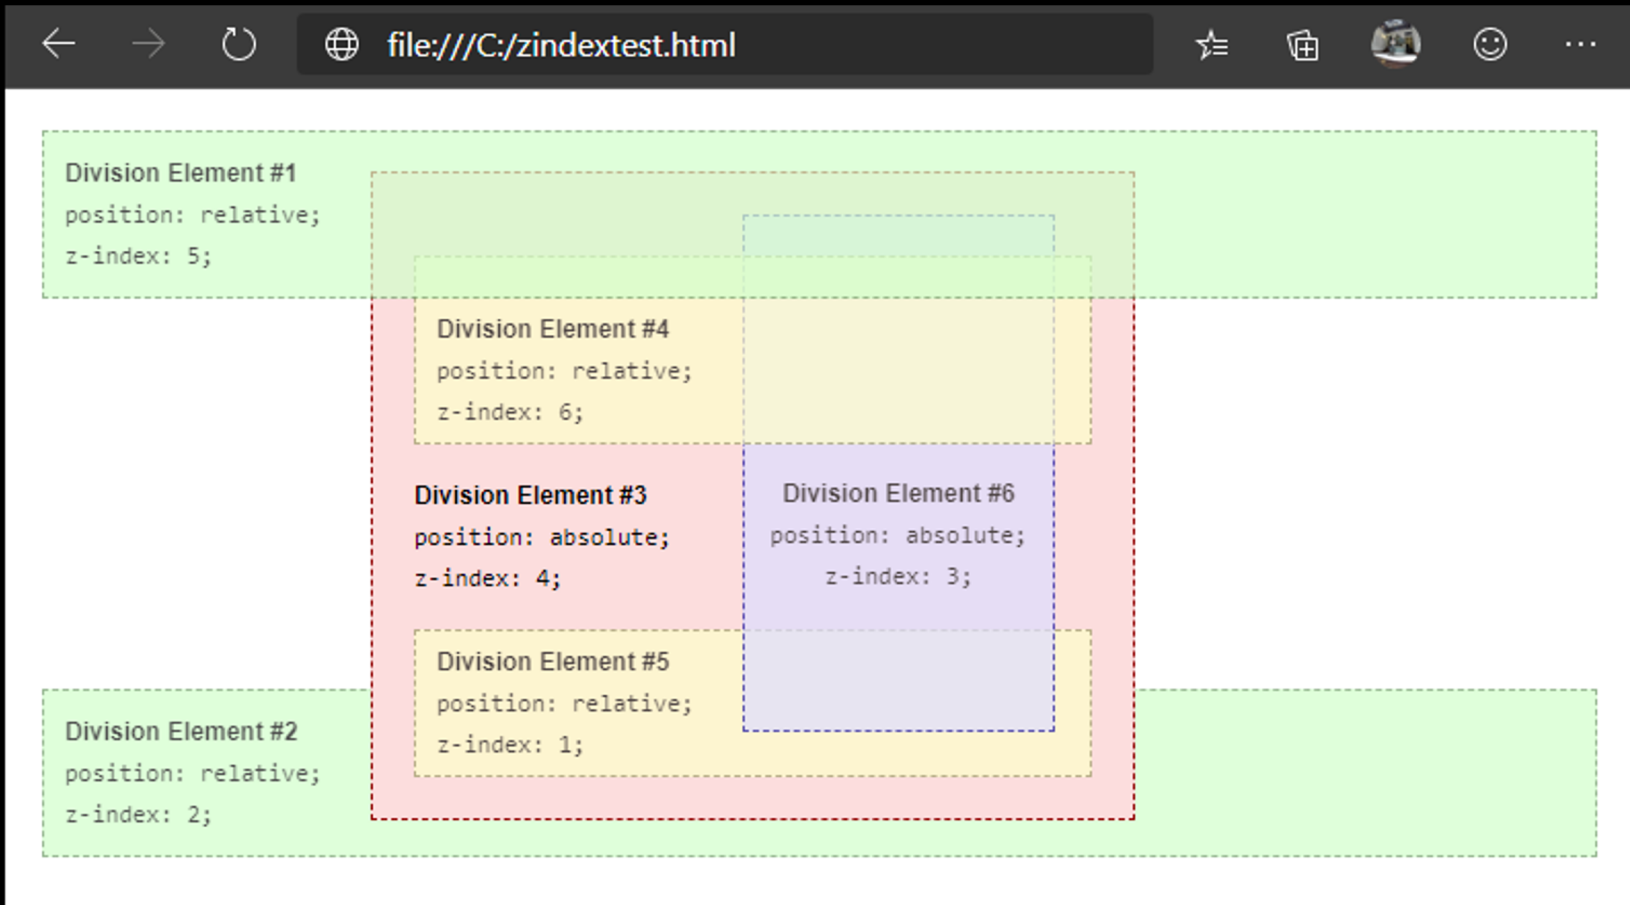 file:///C:/zindextest.html
Division Element #1
position: relative;
z-index: 5;
Division Element #4
position: relative;
z-index: 6;
Division Element #3
position: absolute;
z-index: 4;
Division Element #6
position: absolute;
z-index: 3;
Division Element #5
position: relative;
z-index: 1;
Division Element #2
position: relative;
z-index: 2;